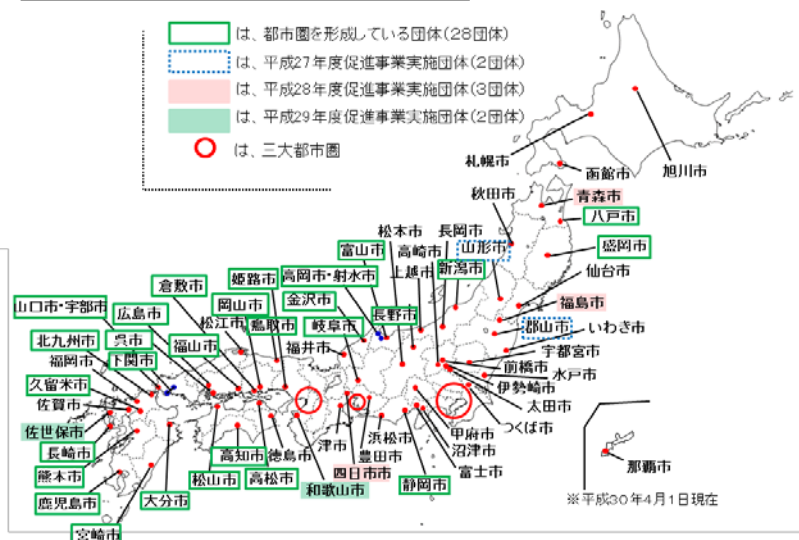 は、都市圏を形成している団体(28団体)
は、平成27年度促進事業実施団体(2団体)
は、平成28年度促進事業実施団体(3団体)
は、平成29年度促進事業実施団体(2団体)
は、三大都市圏
札幌市
旭川市
函館市
秋田市
青森市
八戸市
松本市
長岡市
山形市
盛岡市
富山市
高崎市
仙台市
上越市
新潟市
倉敷市
姫路市
高岡市・射水市
山口市・宇部市
岡山市
金沢市
福島市
広島市
長野市
松江市
鳥取市
岐阜市
郡山市
いわき市
北九州市
呉市
福山市
福井市
宇都宮市
福岡市
下関市
前橋市
水戸市
久留米市
伊勢崎市
佐賀市
太田市
佐世保市
つくば市
甲府市
浜松市
長崎市
津市
沼津市
高知市
徳島市
豊田市
那覇市
熊本市
四日市市
富士市
松山市
高松市
和歌山市
静岡市
鹿児島市
大分市
※平成30年4月1日現在
宮崎市